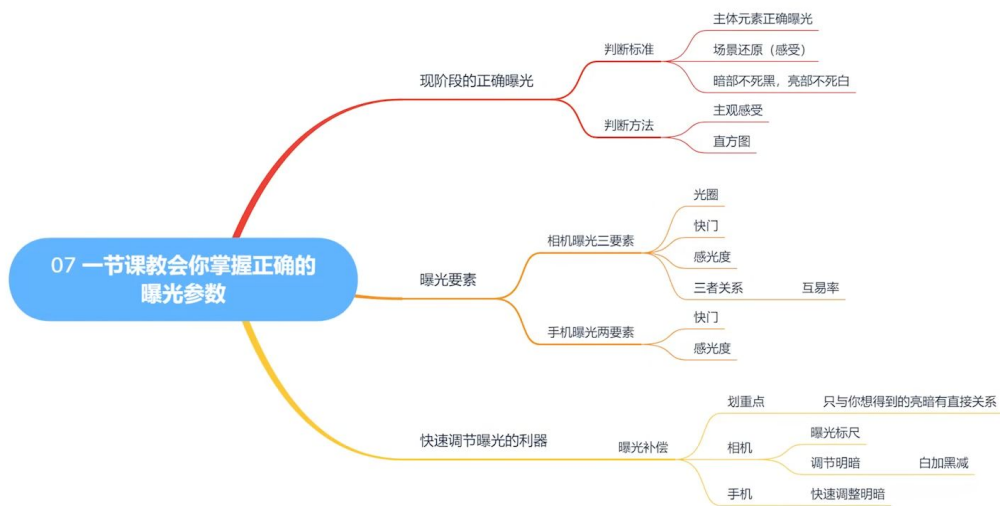 07 一节课教会你掌握正确的
曝光参数
现阶段的正确曝光
判断标准
主体元素正确曝光
场景还原（感受）
暗部不死黑，亮部不死白
判断方法
主观感受
直方图
曝光要素
相机曝光三要素
光圈
快门
感光度
三者关系
互易率
手机曝光两要素
快门
感光度
快速调节曝光的利器
曝光补偿
划重点
只与你想得到的亮暗有直接关系
相机
曝光标尺
调节明暗
白加黑减
手机
快速调整明暗